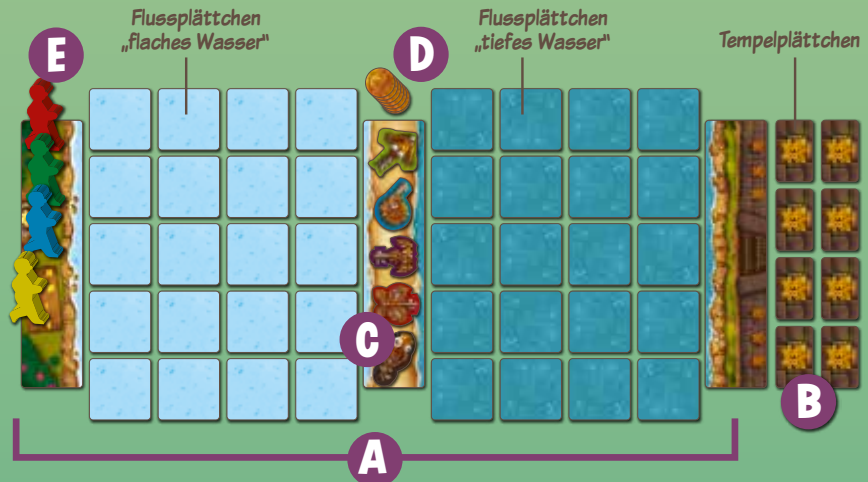 Flussplättchen
„flaches Wasser“
Flussplättchen
„tiefes Wasser“
Tempelplättchen
E
D
C
B
A